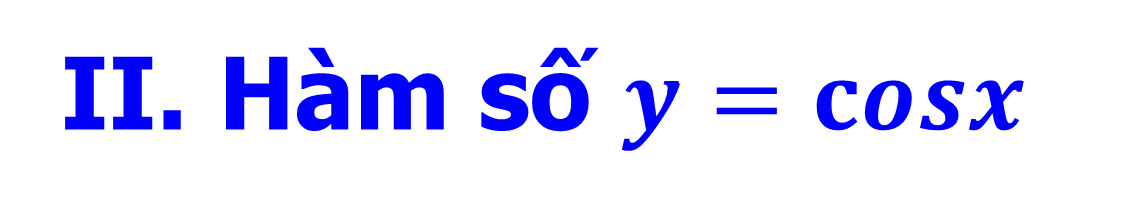 II. Hàm số y = cosx